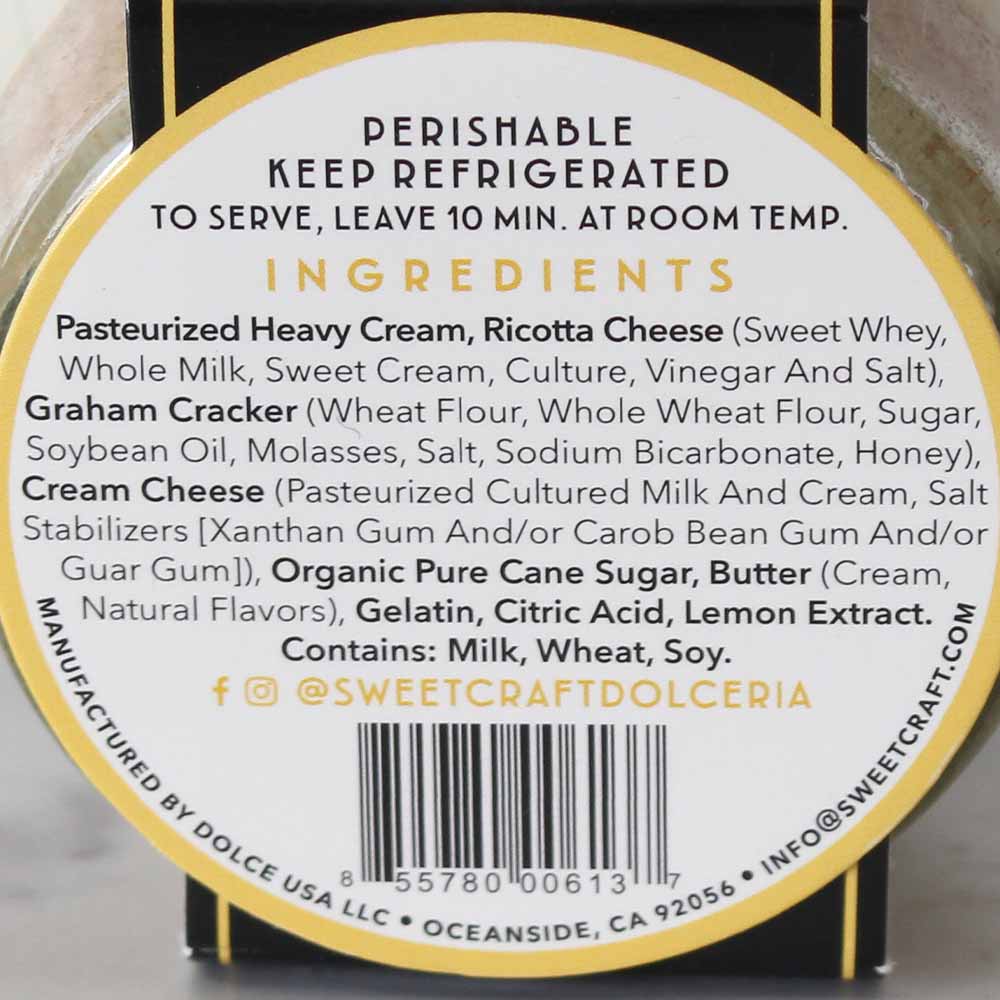 PERISHABLE
KEEP REFRIGERATED
TO SERVE, LEAVE 10 MIN. AT ROOM TEMP.
INGREDIENTS
Pasteurized Heavy Cream, Ricotta Cheese (Sweet Whey,
Whole Milk, Sweet Cream, Culture, Vinegar And Salt),
Graham Cracker (Wheat Flour, Whole Wheat Flour, Sugar,
Soybean Oil, Molasses, Salt, Sodium Bicarbonate, Honey),
Cream Cheese (Pasteurized Cultured Milk And Cream, Salt
Stabilizers [Xanthan Gum And/or Carob Bean Gum And/or
Guar Gum]), Organic Pure Cane Sugar, Butter (Cream,
Natural Flavors), Gelatin, Citric Acid, Lemon Extract.
Contains: Milk, Wheat, Soy.
@SWEETCRAFTDOLCERIA
8 55780 00613 7
MANUFACTURED BY DOLCE USA LLC • OCEANSIDE, CA 92056 • INFO@SWEETCRAFT.COM